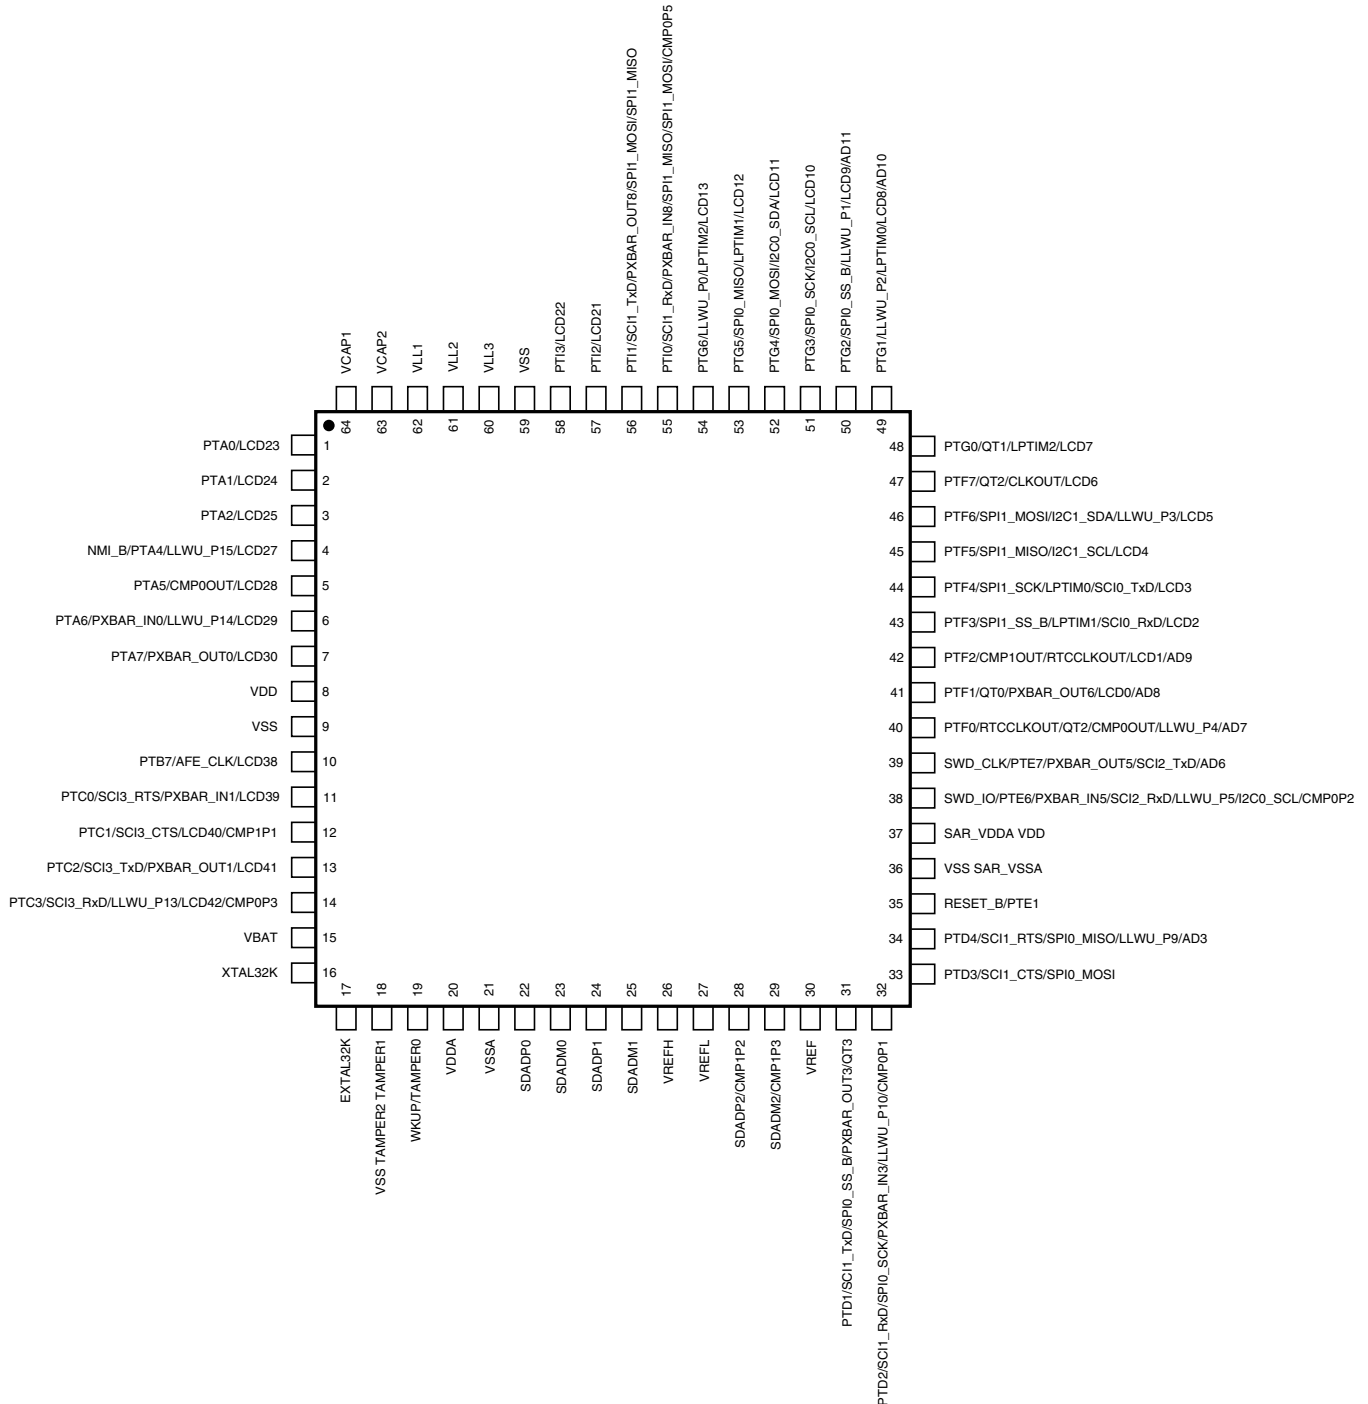 VCAP1
VCAP2
VLL1
VLL2
VLL3
VSS
PTI3/LCD22
PTI2/LCD21
PTI1/SCI1_TxD/PXBAR_OUT8/SPI1_MOSI/SPI1_MISO
PTI0/SCI1_RxD/PXBAR_IN8/SPI1_MISO/SPI1_MOSI/CMP0P5
PTG6/LLWU_P0/LPTIM2/LCD13
PTG5/SPI0_MISO/LPTIM1/LCD12
PTG4/SPI0_MOSI/I2C0_SDA/LCD11
PTG3/SPI0_SCK/I2C0_SCL/LCD10
PTG2/SPI0_SS_B/LLWU_P1/LCD9/AD11
PTG1/LLWU_P2/LPTIM0/LCD8/AD10
64
63
62
61
60
59
58
57
56
55
54
53
52
51
50
49
PTA0/LCD23 1
PTA1/LCD24 2
PTA2/LCD25 3
NMI_B/PTA4/LLWU_P15/LCD27 4
PTA5/CMP0OUT/LCD28 5
PTA6/PXBAR_IN0/LLWU_P14/LCD29 6
PTA7/PXBAR_OUT0/LCD30 7
VDD 8
VSS 9
PTB7/AFE_CLK/LCD38 10
PTC0/SCI3_RTS/PXBAR_IN1/LCD39 11
PTC1/SCI3_CTS/LCD40/CMP1P1 12
PTC2/SCI3_TxD/PXBAR_OUT1/LCD41 13
PTC3/SCI3_RxD/LLWU_P13/LCD42/CMP0P3 14
VBAT 15
XTAL32K 16
48 PTG0/QT1/LPTIM2/LCD7
47 PTF7/QT2/CLKOUT/LCD6
46 PTF6/SPI1_MOSI/I2C1_SDA/LLWU_P3/LCD5
45 PTF5/SPI1_MISO/I2C1_SCL/LCD4
44 PTF4/SPI1_SCK/LPTIM0/SCI0_TxD/LCD3
43 PTF3/SPI1_SS_B/LPTIM1/SCI0_RxD/LCD2
42 PTF2/CMP1OUT/RTCCLKOUT/LCD1/AD9
41 PTF1/QT0/PXBAR_OUT6/LCD0/AD8
40 PTF0/RTCCLKOUT/QT2/CMP0OUT/LLWU_P4/AD7
39 SWD_CLK/PTE7/PXBAR_OUT5/SCI2_TxD/AD6
38 SWD_IO/PTE6/PXBAR_IN5/SCI2_RxD/LLWU_P5/I2C0_SCL/CMP0P2
37 SAR_VDDA VDD
36 VSS SAR_VSSA
35 RESET_B/PTE1
34 PTD4/SCI1_RTS/SPI0_MISO/LLWU_P9/AD3
33 PTD3/SCI1_CTS/SPI0_MOSI
17
18
19
20
21
22
23
24
25
26
27
28
29
30
31
32
EXTAL32K
VSS TAMPER2 TAMPER1
WKUP/TAMPER0
VDDA
VSSA
SDADP0
SDADM0
SDADP1
SDADM1
VREFH
VREFL
SDADP2/CMP1P2
SDADM2/CMP1P3
VREF
PTD1/SCI1_TxD/SPI0_SS_B/PXBAR_OUT3/QT3
PTD2/SCI1_RxD/SPI0_SCK/PXBAR_IN3/LLWU_P10/CMP0P1